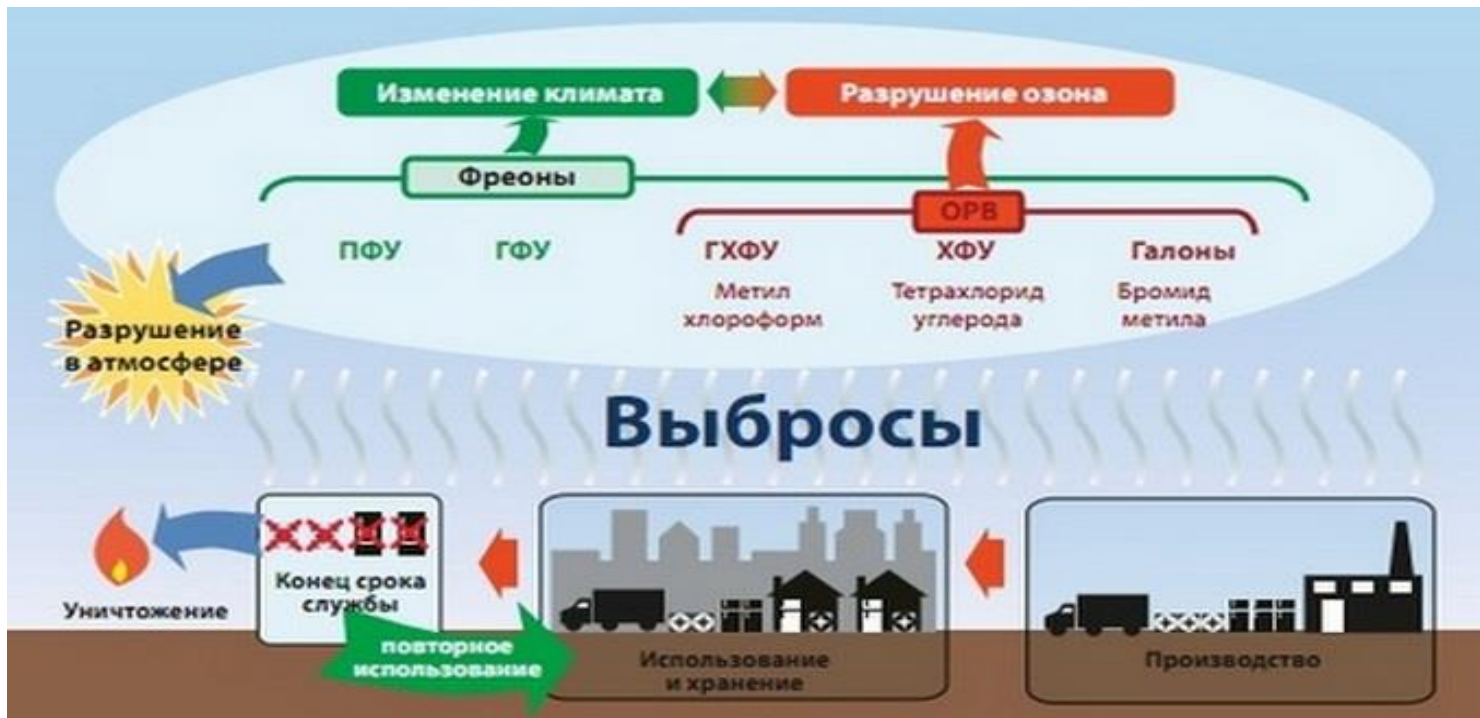 Изменение климата
Разрушение озона
Фреоны
ОРВ
ПФУ
ГФУ
ГХФУ
ХФУ
Галоны
Метил
хлороформ
Тетрахлорид
углерода
Бромид
метила
Разрушение
в атмосфере
Выбросы
Уничтожение
Конец срока
службы
повторное
использование
Использование
и хранение
Производство